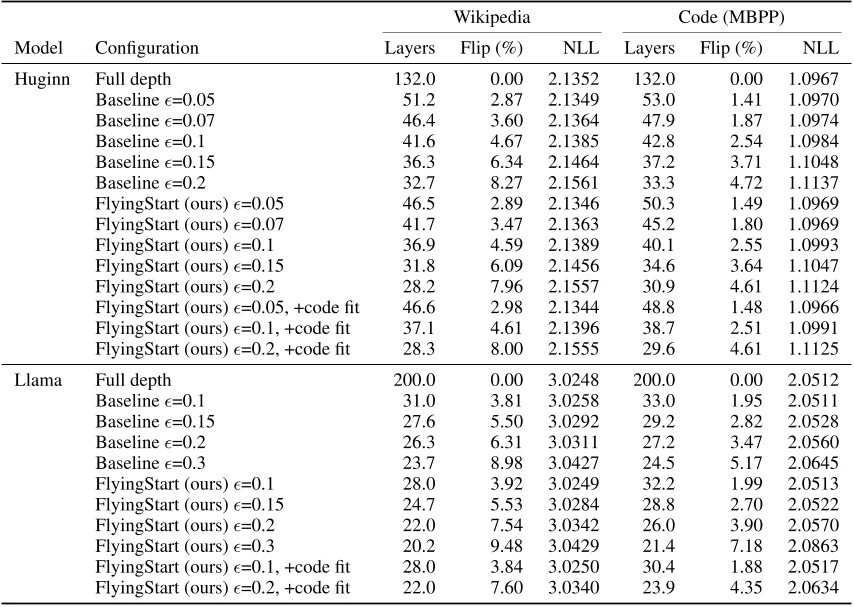 Wikipedia Code (MBPP)
Model Configuration Layers Flip (%) NLL Layers Flip (%) NLL
Huginn Full depth 132.0 0.00 2.1352 132.0 0.00 1.0967
Baseline ϵ=0.05 51.2 2.87 2.1349 53.0 1.41 1.0970
Baseline ϵ=0.07 46.4 3.60 2.1364 47.9 1.87 1.0974
Baseline ϵ=0.1 41.6 4.67 2.1385 42.8 2.54 1.0984
Baseline ϵ=0.15 36.3 6.34 2.1464 37.2 3.71 1.1048
Baseline ϵ=0.2 32.7 8.27 2.1561 33.3 4.72 1.1137
FlyingStart (ours) ϵ=0.05 46.5 2.89 2.1346 50.3 1.49 1.0969
FlyingStart (ours) ϵ=0.07 41.7 3.47 2.1363 45.2 1.80 1.0969
FlyingStart (ours) ϵ=0.1 36.9 4.59 2.1389 40.1 2.55 1.0993
FlyingStart (ours) ϵ=0.15 31.8 6.09 2.1456 34.6 3.64 1.1047
FlyingStart (ours) ϵ=0.2 28.2 7.96 2.1557 30.9 4.61 1.1124
FlyingStart (ours) ϵ=0.05, +code fit 46.6 2.98 2.1344 48.8 1.48 1.0966
FlyingStart (ours) ϵ=0.1, +code fit 37.1 4.61 2.1396 38.7 2.51 1.0991
FlyingStart (ours) ϵ=0.2, +code fit 28.3 8.00 2.1555 29.6 4.61 1.1125
Llama Full depth 200.0 0.00 3.0248 200.0 0.00 2.0512
Baseline ϵ=0.1 31.0 3.81 3.0258 33.0 1.95 2.0511
Baseline ϵ=0.15 27.6 5.50 3.0292 29.2 2.82 2.0528
Baseline ϵ=0.2 26.3 6.31 3.0311 27.2 3.47 2.0560
Baseline ϵ=0.3 23.7 8.98 3.0427 24.5 5.17 2.0645
FlyingStart (ours) ϵ=0.1 28.0 3.92 3.0249 32.2 1.99 2.0513
FlyingStart (ours) ϵ=0.15 24.7 5.53 3.0284 28.8 2.70 2.0522
FlyingStart (ours) ϵ=0.2 22.0 7.54 3.0342 26.0 3.90 2.0570
FlyingStart (ours) ϵ=0.3 20.2 9.48 3.0429 21.4 7.18 2.0863
FlyingStart (ours) ϵ=0.1, +code fit 28.0 3.84 3.0250 30.4 1.88 2.0517
FlyingStart (ours) ϵ=0.2, +code fit 22.0 7.60 3.0340 23.9 4.35 2.0634